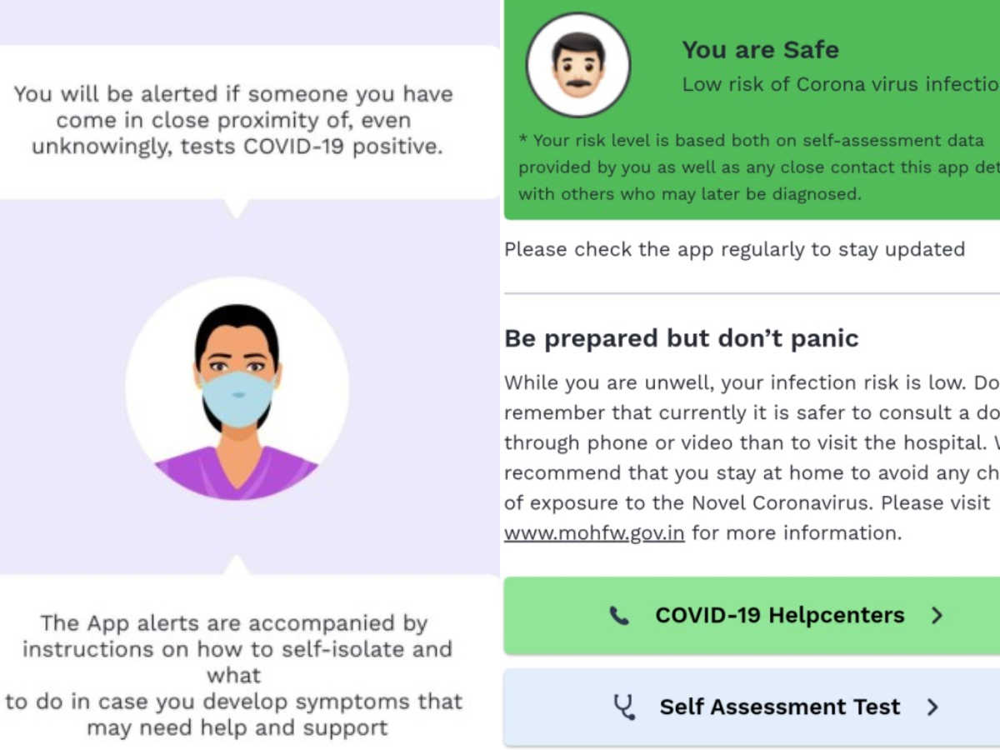 You will be alerted if someone you have
come in close proximity of, even
unknowingly, tests COVID-19 positive.
The App alerts are accompanied by
instructions on how to self-isolate and
what
to do in case you develop symptoms that
may need help and support
You are Safe
Low risk of Corona virus infectio
* Your risk level is based both on self-assessment data
provided by you as well as any close contact this app det
with others who may later be diagnosed.
Please check the app regularly to stay updated
Be prepared but don’t panic
While you are unwell, your infection risk is low. Do
remember that currently it is safer to consult a do
through phone or video than to visit the hospital.
recommend that you stay at home to avoid any ch
of exposure to the Novel Coronavirus. Please visit
www.mohfw.gov.in for more information.
COVID-19 Helpcenters
Self Assessment Test